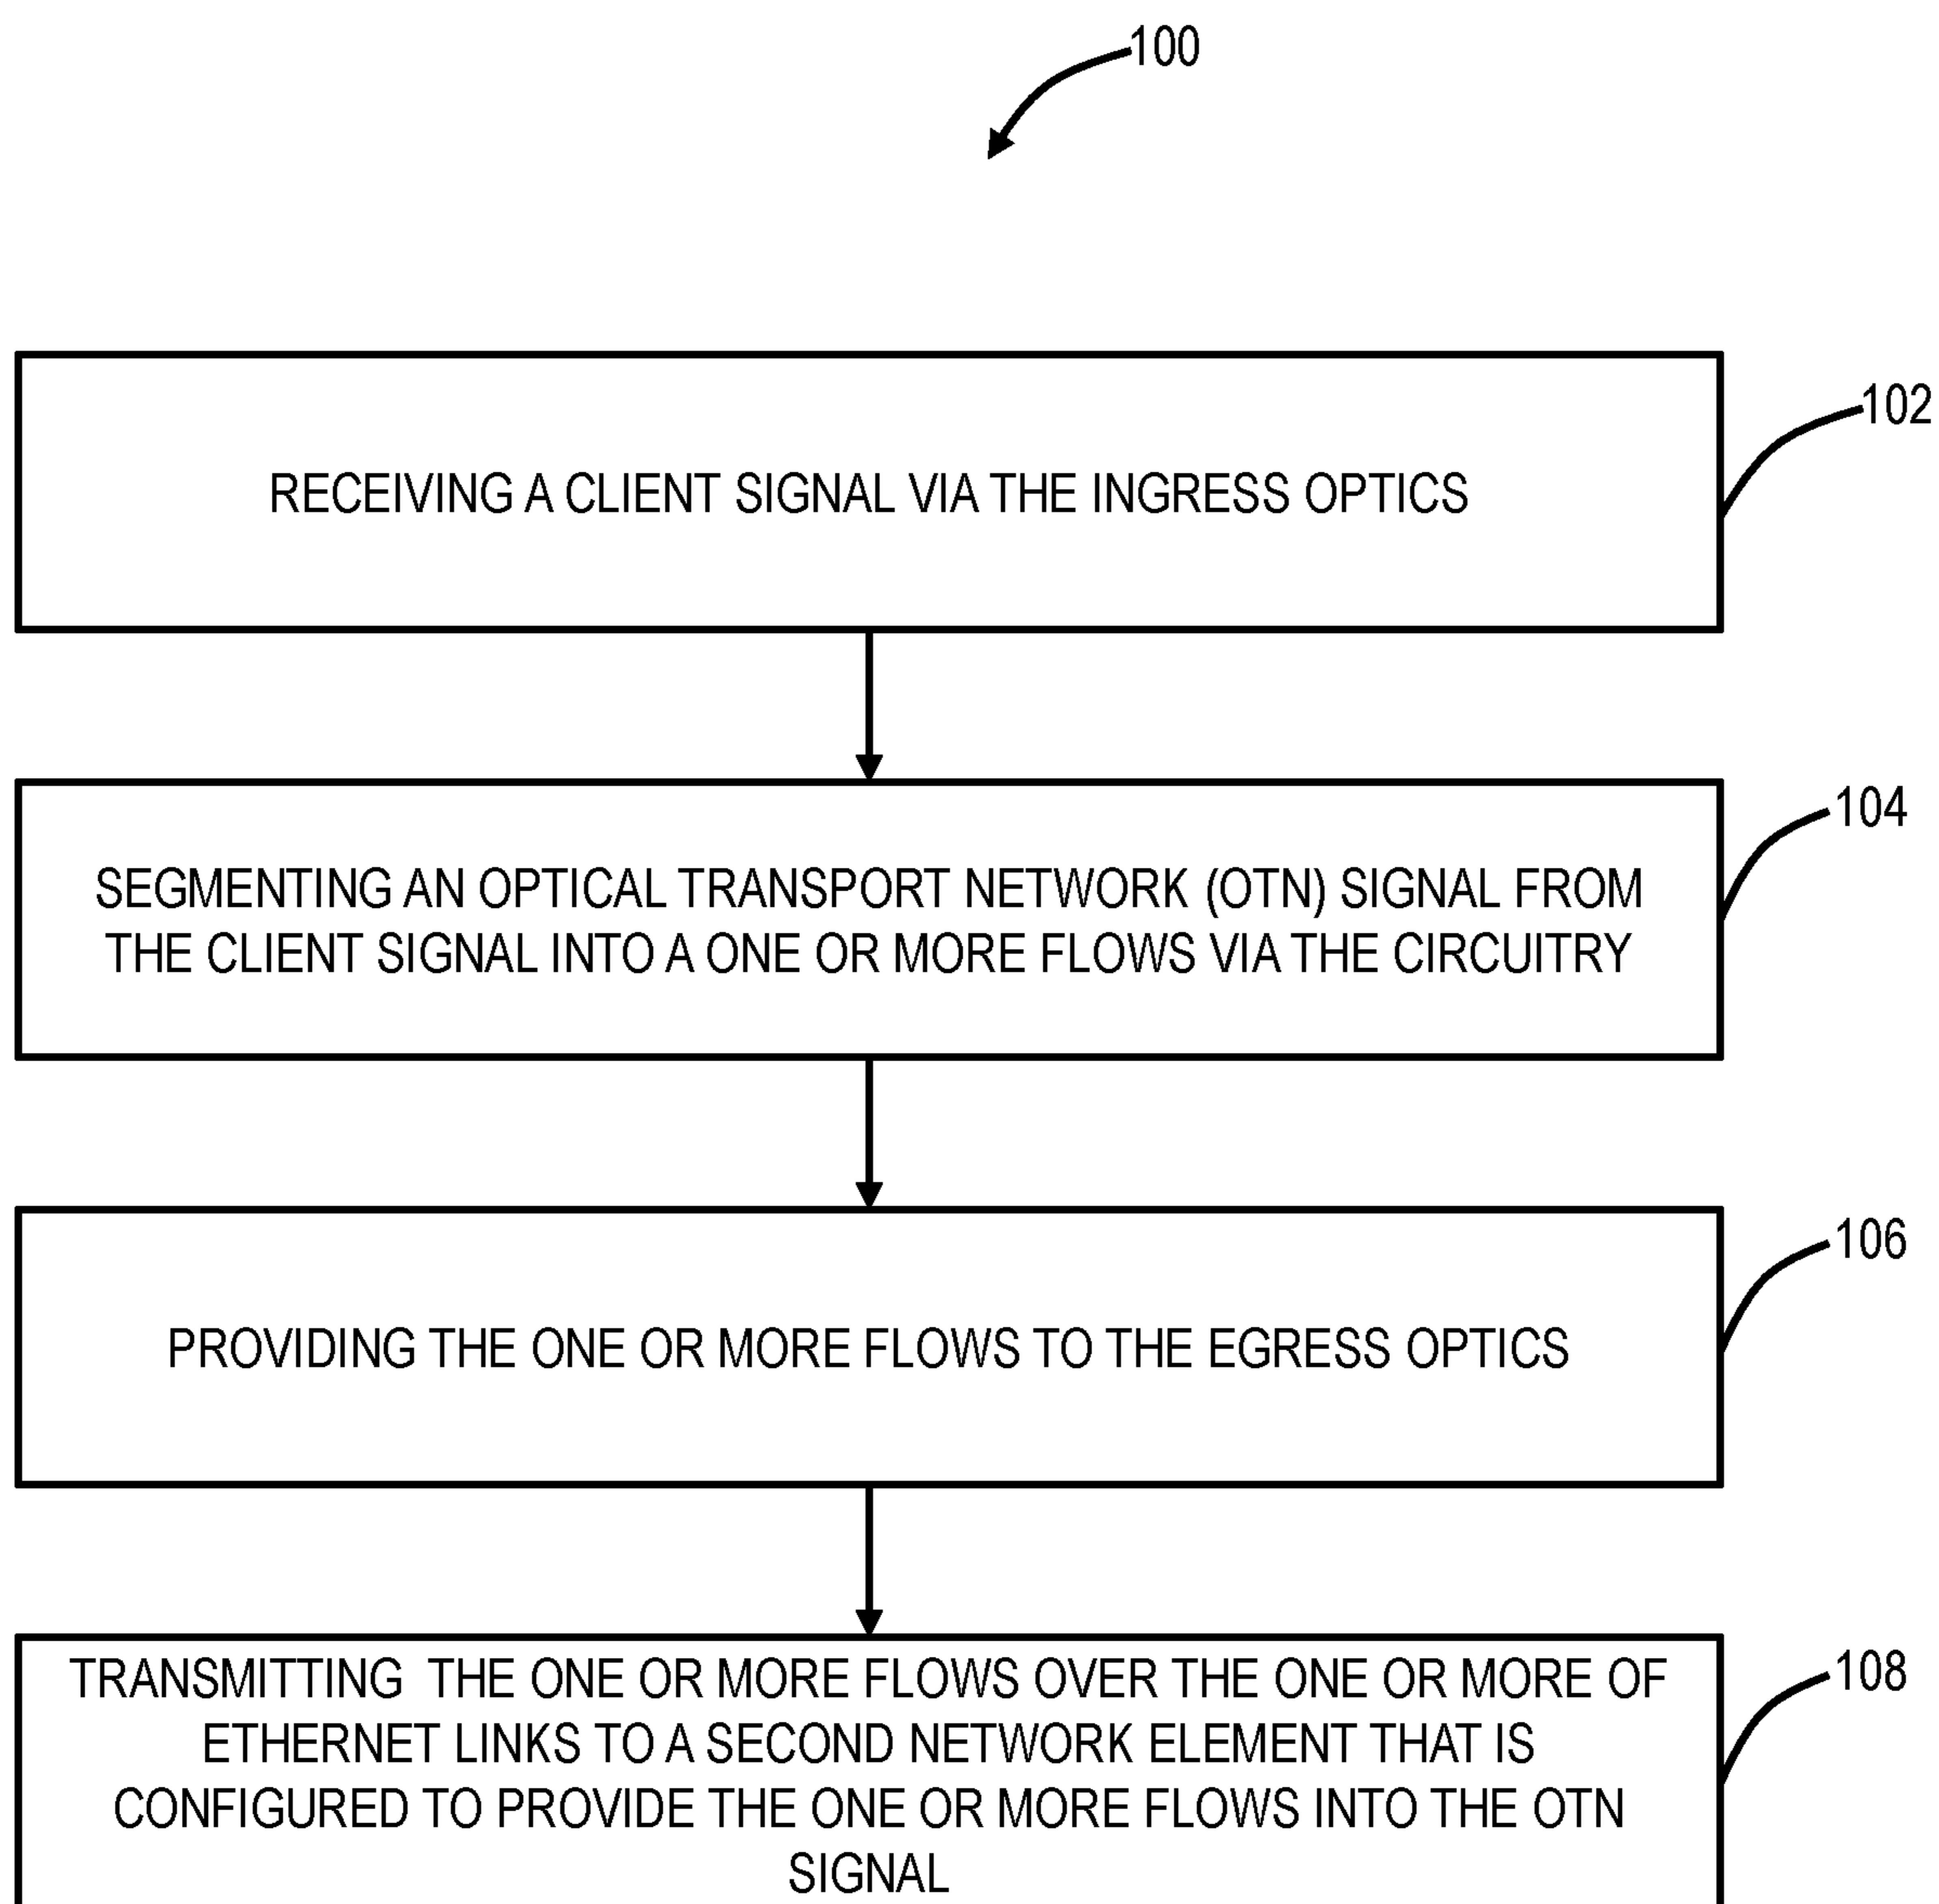 100
RECEIVING A CLIENT SIGNAL VIA THE INGRESS OPTICS
102
SEGMENTING AN OPTICAL TRANSPORT NETWORK (OTN) SIGNAL FROM
THE CLIENT SIGNAL INTO A ONE OR MORE FLOWS VIA THE CIRCUITRY
104
PROVIDING THE ONE OR MORE FLOWS TO THE EGRESS OPTICS
106
TRANSMITTING THE ONE OR MORE FLOWS OVER THE ONE OR MORE OF
ETHERNET LINKS TO A SECOND NETWORK ELEMENT THAT IS
CONFIGURED TO PROVIDE THE ONE OR MORE FLOWS INTO THE OTN
SIGNAL
108